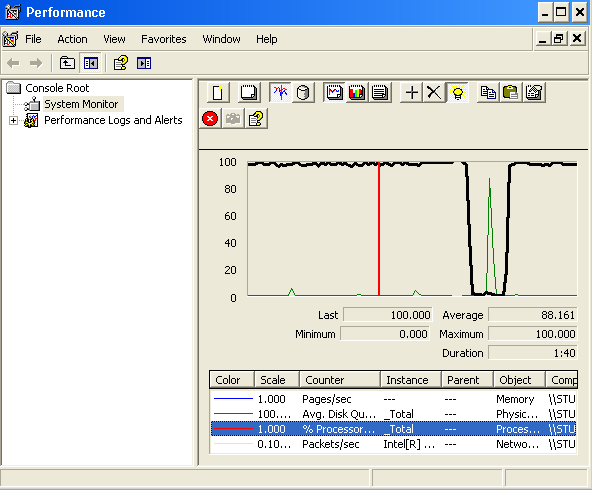 Performance
File Action View Favorites Window Help
Console Root
System Monitor
Performance Logs and Alerts
100
80
60
40
20
0
Last 100.000 Average 88.161
Minimum 0.000 Maximum 100.000
Duration 1:40
Color Scale Counter Instance Parent Object Comp
1.000 Pages/sec --- --- Memory \\STU
100.... Avg. Disk Qu... _Total --- Physic... \\STU
1.000 % Processor... _Total --- Proces... \\STU
0.10... Packets/sec Intel[R] ... --- Netwo... \\STU